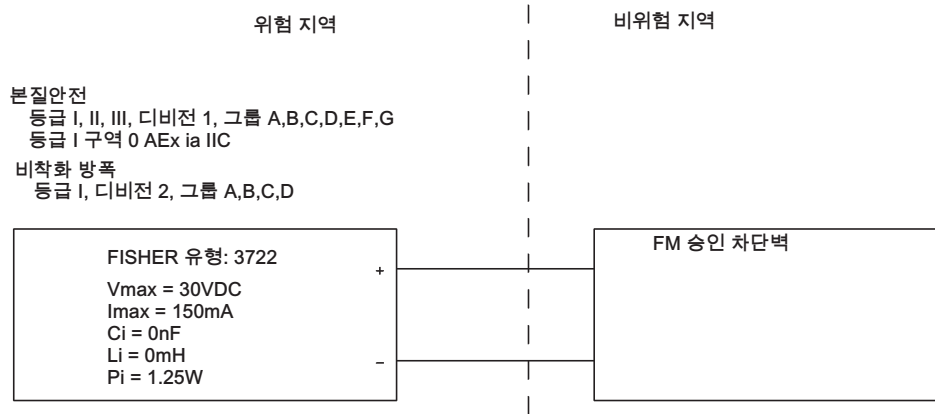 위험 지역
비위험 지역
본질안전
등급 I, II, III, 디비전 1, 그룹 A,B,C,D,E,F,G
등급 I 구역 0 AEx ia IIC
비착화 방폭
등급 I, 디비전 2, 그룹 A,B,C,D
FISHER 유형: 3722
Vmax = 30VDC
Imax = 150mA
Ci = 0nF
Li = 0mH
Pi = 1.25W
+
−
FM 승인 차단벽